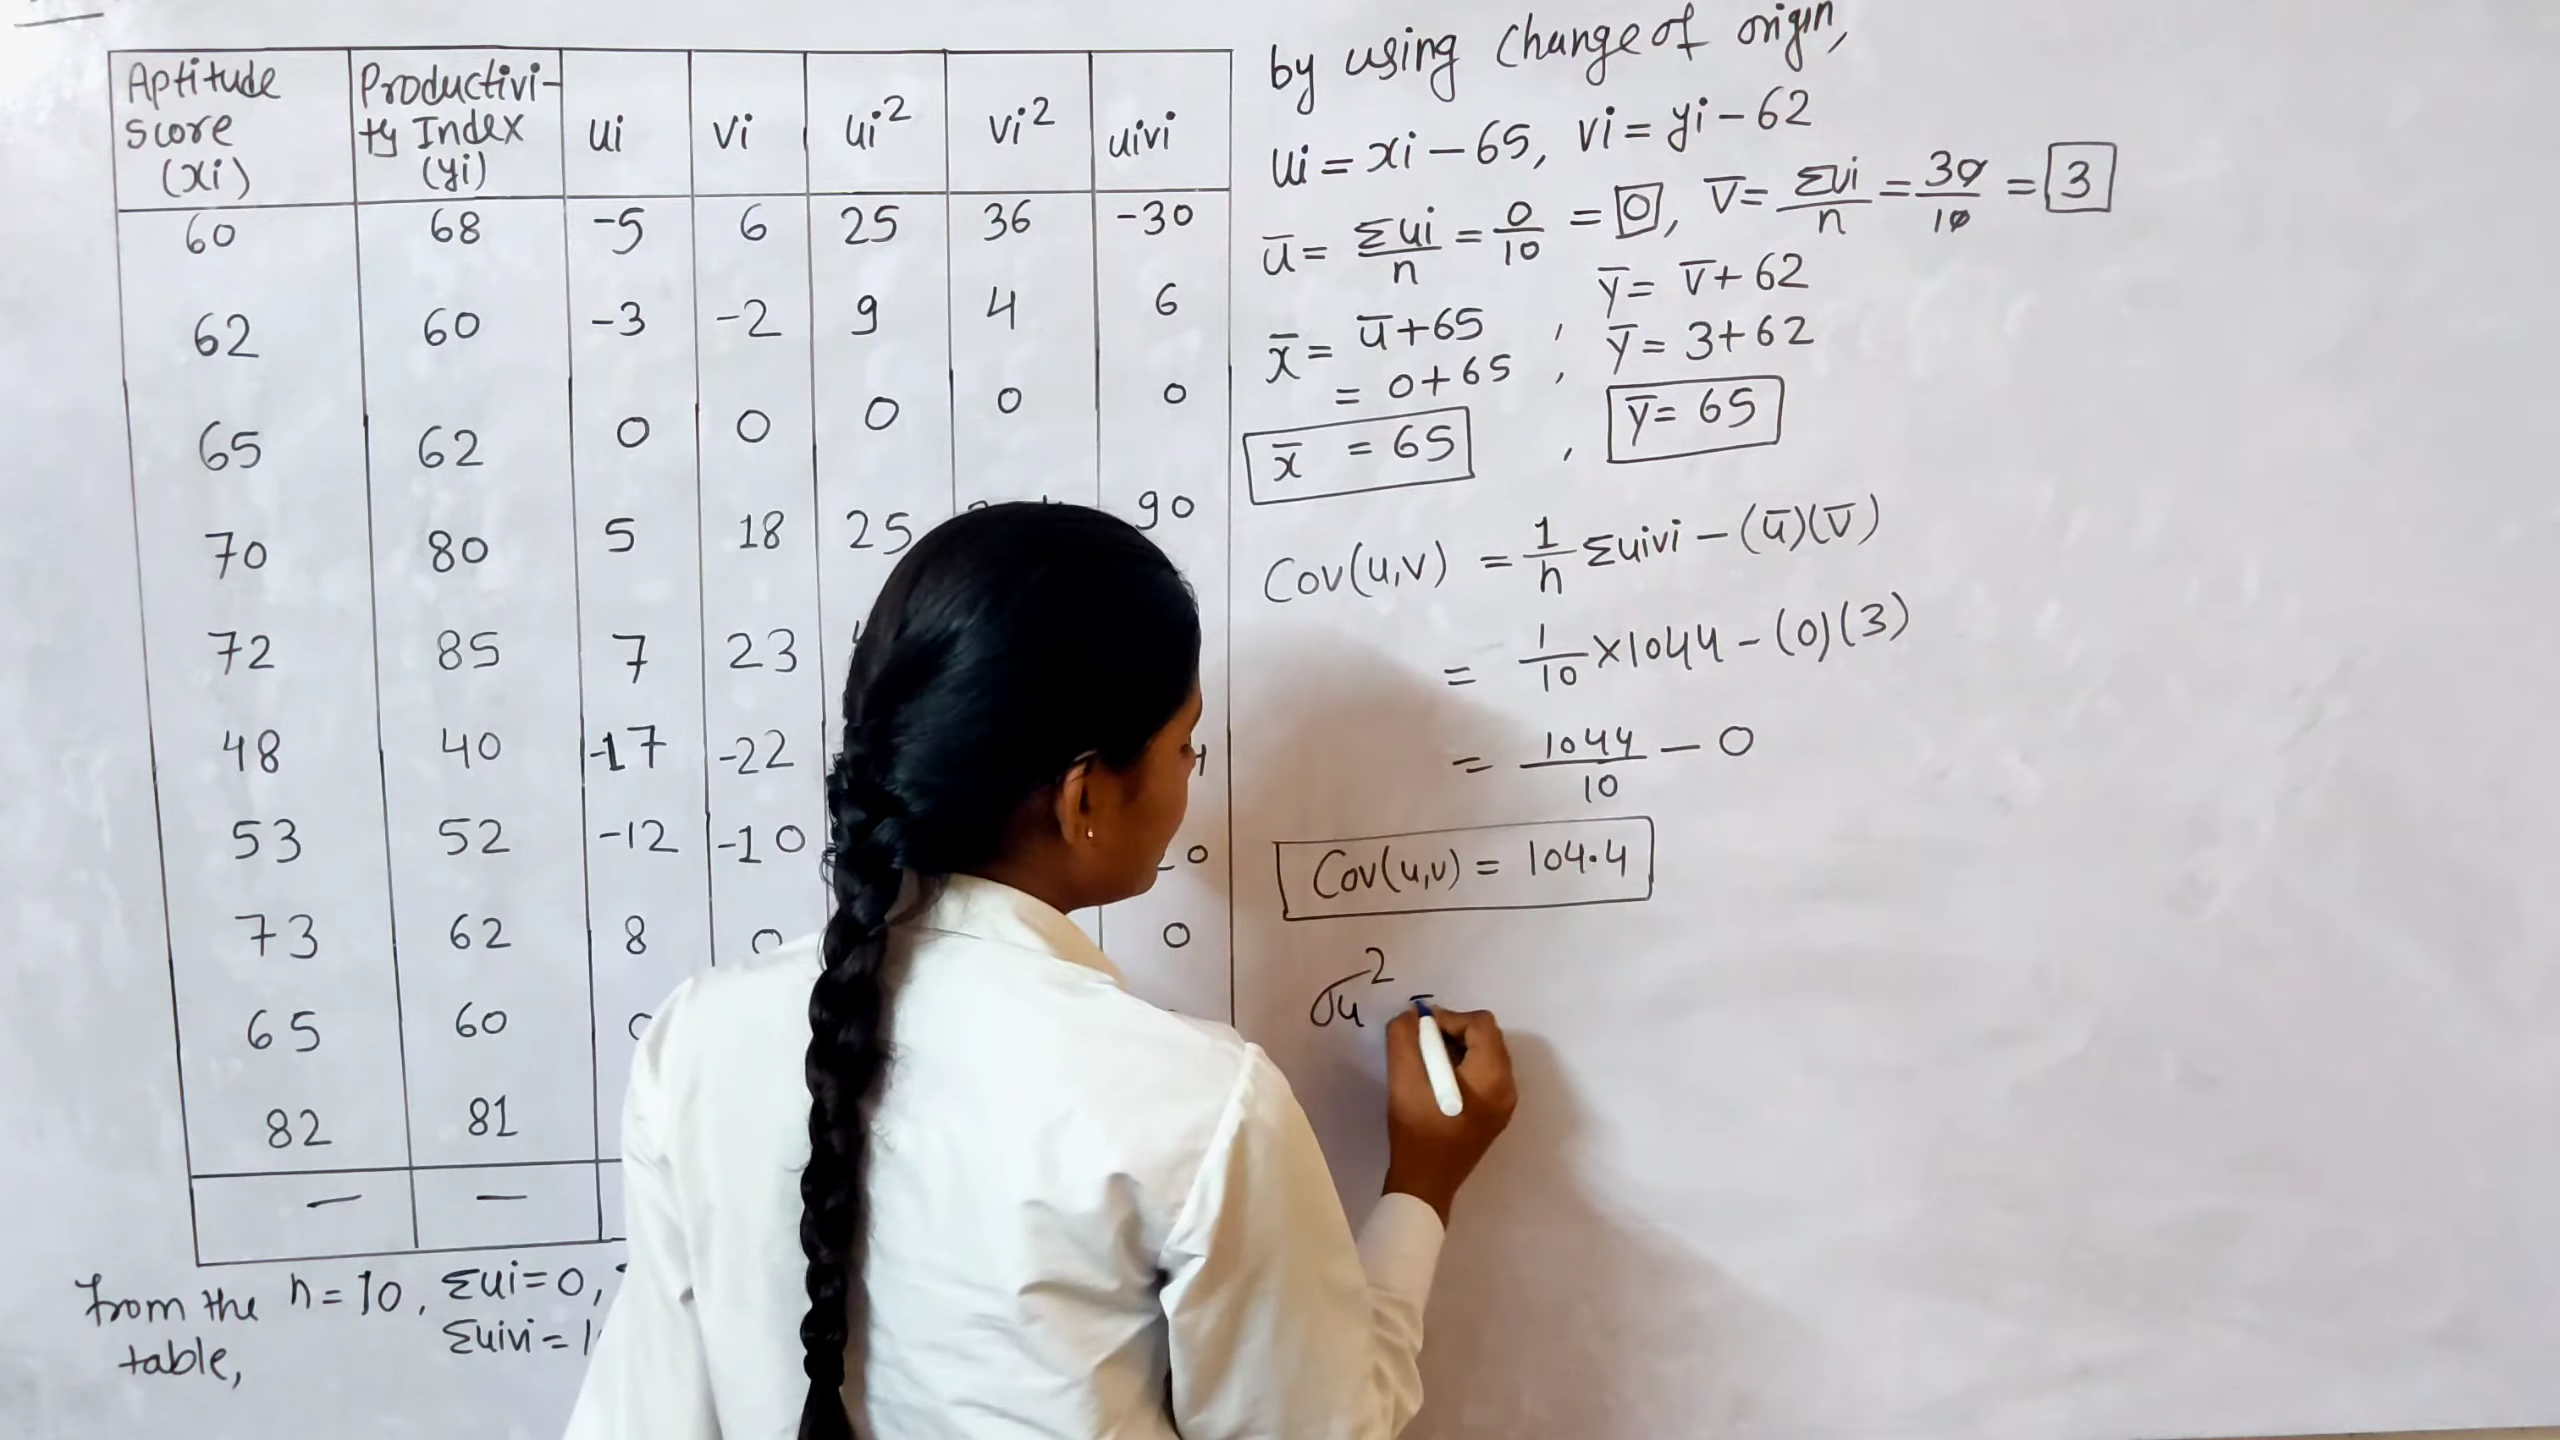 Aptitude Score (xi) | Productivi-ty Index (yi) | ui | vi | ui² | vi² | uivi
60 | 68 | -5 | 6 | 25 | 36 | -30
62 | 60 | -3 | -2 | 9 | 4 | 6
65 | 62 | 0 | 0 | 0 | 0 | 0
70 | 80 | 5 | 18 | 25 | 90
72 | 85 | 7 | 23
48 | 40 | -17 | -22
53 | 52 | -12 | -10
73 | 62 | 8 | 0 | 0
65 | 60
82 | 81
— | —
from the table, n = 10, Σui = 0,
Σuivi =
by using change of origin,
ui = xi – 65, vi = yi – 62
ū = Σui/n = 0/10 = 0, v̄ = Σvi/n = 30/10 = 3
x̄ = ū + 65 , ȳ = v̄ + 62
= 0 + 65 , ȳ = 3 + 62
x̄ = 65 , ȳ = 65
Cov(u,v) = 1/n Σuivi – (ū)(v̄)
= 1/10 × 1044 – (0)(3)
= 1044/10 – 0
Cov(u,v) = 104.4
σu²